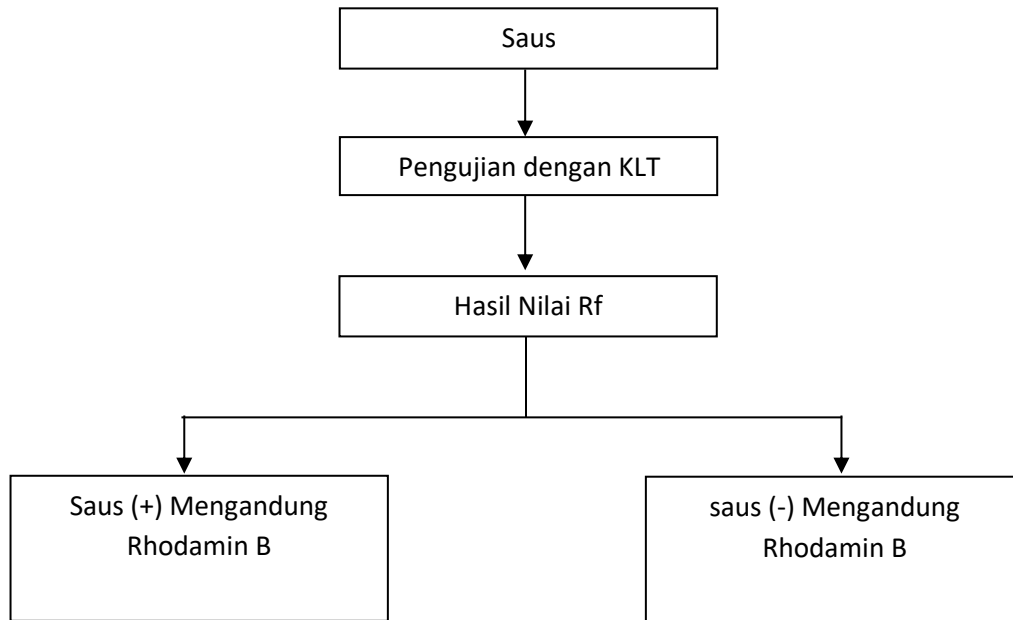 Saus
Pengujian dengan KLT
Hasil Nilai Rf
Saus (+) Mengandung
Rhodamin B
saus (-) Mengandung
Rhodamin B